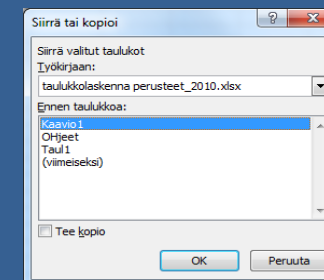 Siirrä tai kopioi
Siirrä valitut taulukot
Työkirjaan:
taulukkolaskenna perusteet_2010.xlsx
Ennen taulukkoa:
Kaavio1
OHjeet
Taul1
(viimeiseksi)
Tee kopio
OK Peruuta